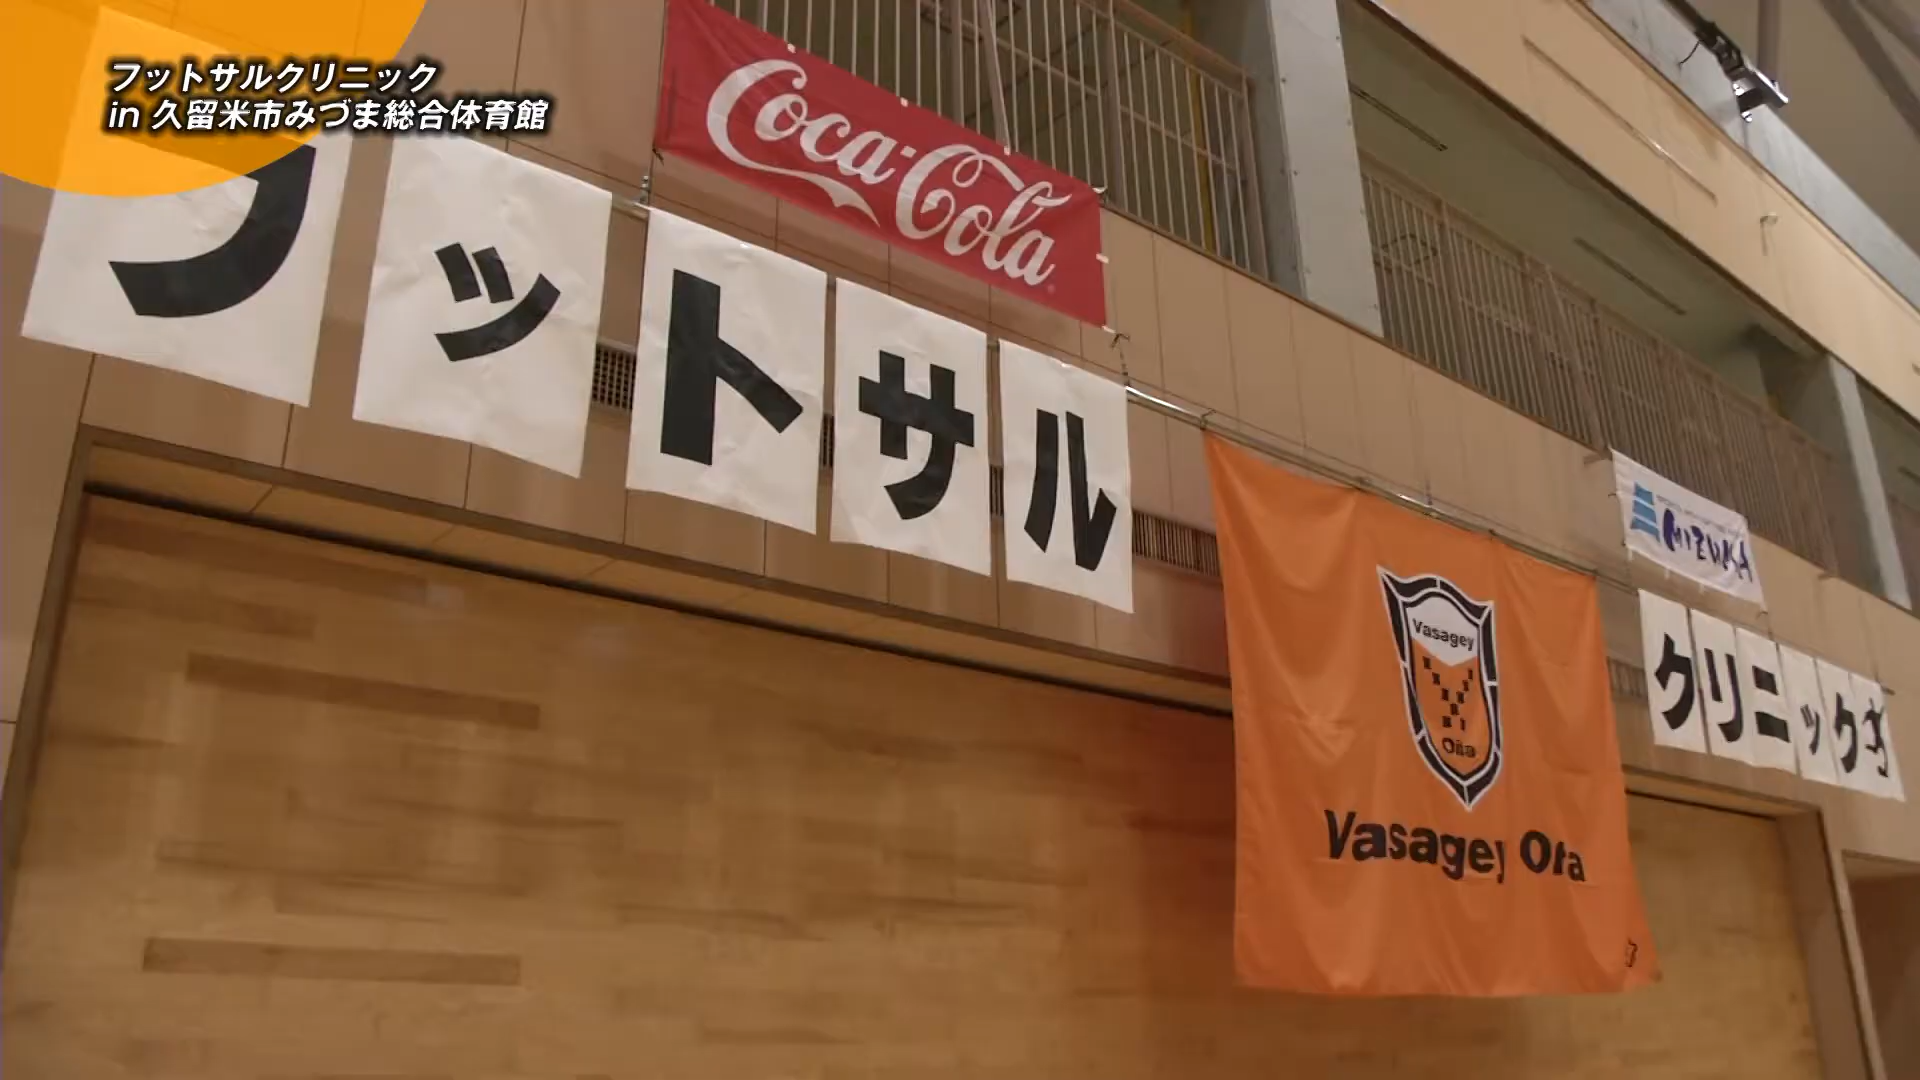 フットサルクリニック
in 久留米市みづま総合体育館
Coca-Cola
フットサル
MIZUKA
クリニック
Vasagey
Oita
Vasagey Oita